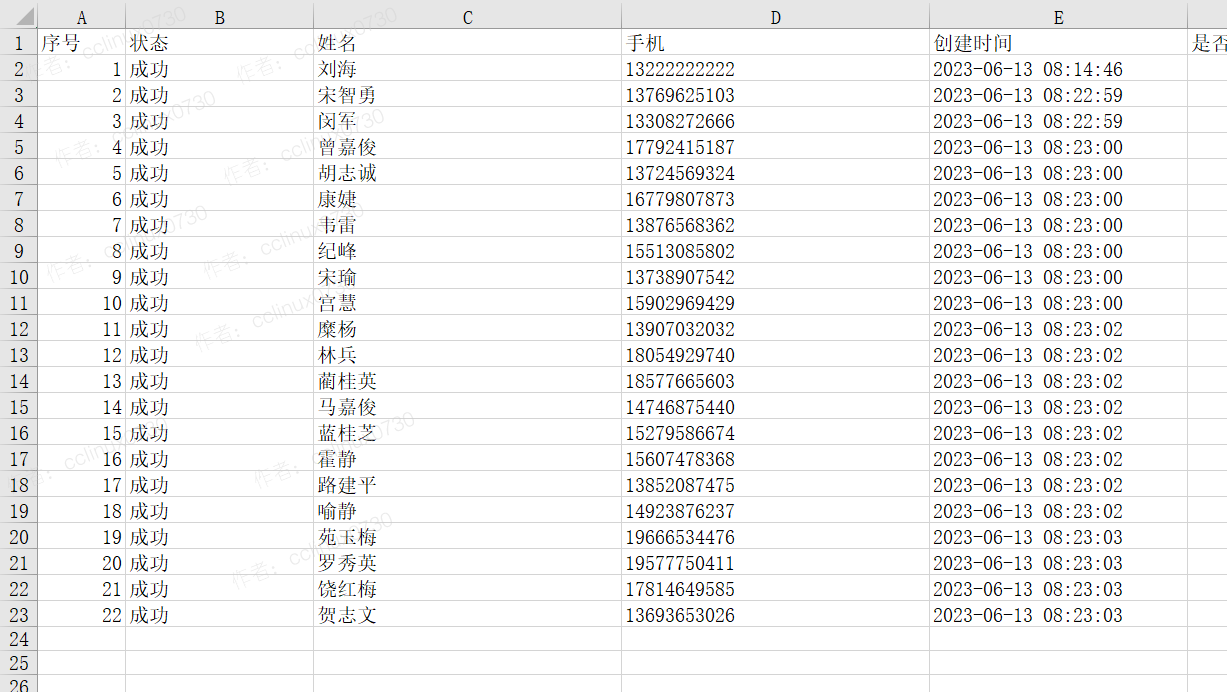 A B C D E
1 序号 状态 姓名 手机 创建时间 是否
2 1 成功 刘海 13222222222 2023-06-13 08:14:46
3 2 成功 宋智勇 13769625103 2023-06-13 08:22:59
4 3 成功 闵军 13308272666 2023-06-13 08:22:59
5 4 成功 曾嘉俊 17792415187 2023-06-13 08:23:00
6 5 成功 胡志诚 13724569324 2023-06-13 08:23:00
7 6 成功 康婕 16779807873 2023-06-13 08:23:00
8 7 成功 韦雷 13876568362 2023-06-13 08:23:00
9 8 成功 纪峰 15513085802 2023-06-13 08:23:00
10 9 成功 宋瑜 13738907542 2023-06-13 08:23:00
11 10 成功 宫慧 15902969429 2023-06-13 08:23:00
12 11 成功 糜杨 13907032032 2023-06-13 08:23:02
13 12 成功 林兵 18054929740 2023-06-13 08:23:02
14 13 成功 蔺桂英 18577665603 2023-06-13 08:23:02
15 14 成功 马嘉俊 14746875440 2023-06-13 08:23:02
16 15 成功 蓝桂芝 15279586674 2023-06-13 08:23:02
17 16 成功 霍静 15607478368 2023-06-13 08:23:02
18 17 成功 路建平 13852087475 2023-06-13 08:23:02
19 18 成功 喻静 14923876237 2023-06-13 08:23:02
20 19 成功 苑玉梅 19666534476 2023-06-13 08:23:03
21 20 成功 罗秀英 19577750411 2023-06-13 08:23:03
22 21 成功 饶红梅 17814649585 2023-06-13 08:23:03
23 22 成功 贺志文 13693653026 2023-06-13 08:23:03
24
25
26